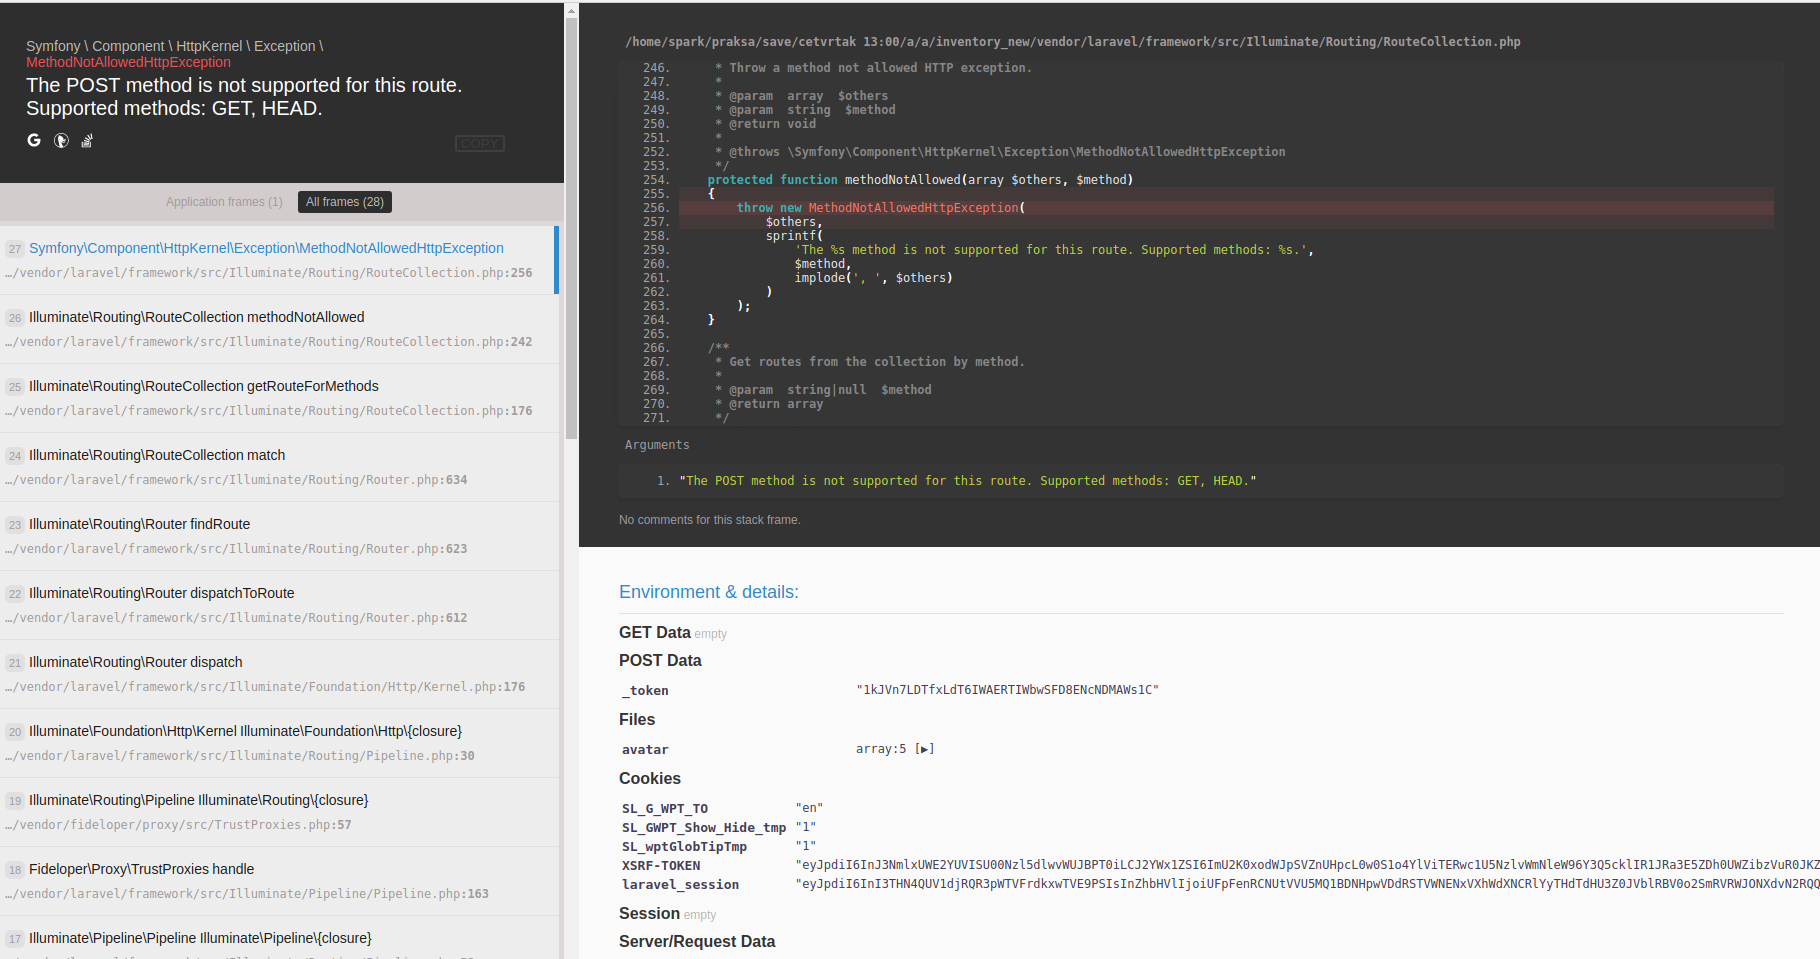 Symfony \ Component \ HttpKernel \ Exception \
MethodNotAllowedHttpException
The POST method is not supported for this route.
Supported methods: GET, HEAD.
COPY
Application frames (1) All frames (28)
27 Symfony\Component\HttpKernel\Exception\MethodNotAllowedHttpException
…/vendor/laravel/framework/src/Illuminate/Routing/RouteCollection.php:256
26 Illuminate\Routing\RouteCollection methodNotAllowed
…/vendor/laravel/framework/src/Illuminate/Routing/RouteCollection.php:242
25 Illuminate\Routing\RouteCollection getRouteForMethods
…/vendor/laravel/framework/src/Illuminate/Routing/RouteCollection.php:176
24 Illuminate\Routing\RouteCollection match
…/vendor/laravel/framework/src/Illuminate/Routing/Router.php:634
23 Illuminate\Routing\Router findRoute
…/vendor/laravel/framework/src/Illuminate/Routing/Router.php:623
22 Illuminate\Routing\Router dispatchToRoute
…/vendor/laravel/framework/src/Illuminate/Routing/Router.php:612
21 Illuminate\Routing\Router dispatch
…/vendor/laravel/framework/src/Illuminate/Foundation/Http/Kernel.php:176
20 Illuminate\Foundation\Http\Kernel Illuminate\Foundation\Http\{closure}
…/vendor/laravel/framework/src/Illuminate/Routing/Pipeline.php:30
19 Illuminate\Routing\Pipeline Illuminate\Routing\{closure}
…/vendor/fideloper/proxy/src/TrustProxies.php:57
18 Fideloper\Proxy\TrustProxies handle
…/vendor/laravel/framework/src/Illuminate/Pipeline/Pipeline.php:163
17 Illuminate\Pipeline\Pipeline Illuminate\Pipeline\{closure}
/home/spark/praksa/save/cetvrtak 13:00/a/a/inventory_new/vendor/laravel/framework/src/Illuminate/Routing/RouteCollection.php
246. * Throw a method not allowed HTTP exception.
247. *
248. * @param  array  $others
249. * @param  string  $method
250. * @return void
251. *
252. * @throws \Symfony\Component\HttpKernel\Exception\MethodNotAllowedHttpException
253. */
254. protected function methodNotAllowed(array $others, $method)
255. {
256. throw new MethodNotAllowedHttpException(
257. $others,
258. sprintf(
259. 'The %s method is not supported for this route. Supported methods: %s.',
260. $method,
261. implode(', ', $others)
262. )
263. );
264. }
265.
266. /**
267. * Get routes from the collection by method.
268. *
269. * @param  string|null  $method
270. * @return array
271. */
Arguments
1. "The POST method is not supported for this route. Supported methods: GET, HEAD."
No comments for this stack frame.
Environment & details:
GET Data empty
POST Data
_token "1kJVn7LDTfxLdT6IWAERTIWbwSFD8ENcNDMAWs1C"
Files
avatar array:5 [▶]
Cookies
SL_G_WPT_TO "en"
SL_GWPT_Show_Hide_tmp "1"
SL_wptGlobTipTmp "1"
XSRF-TOKEN
laravel_session
Session empty
Server/Request Data